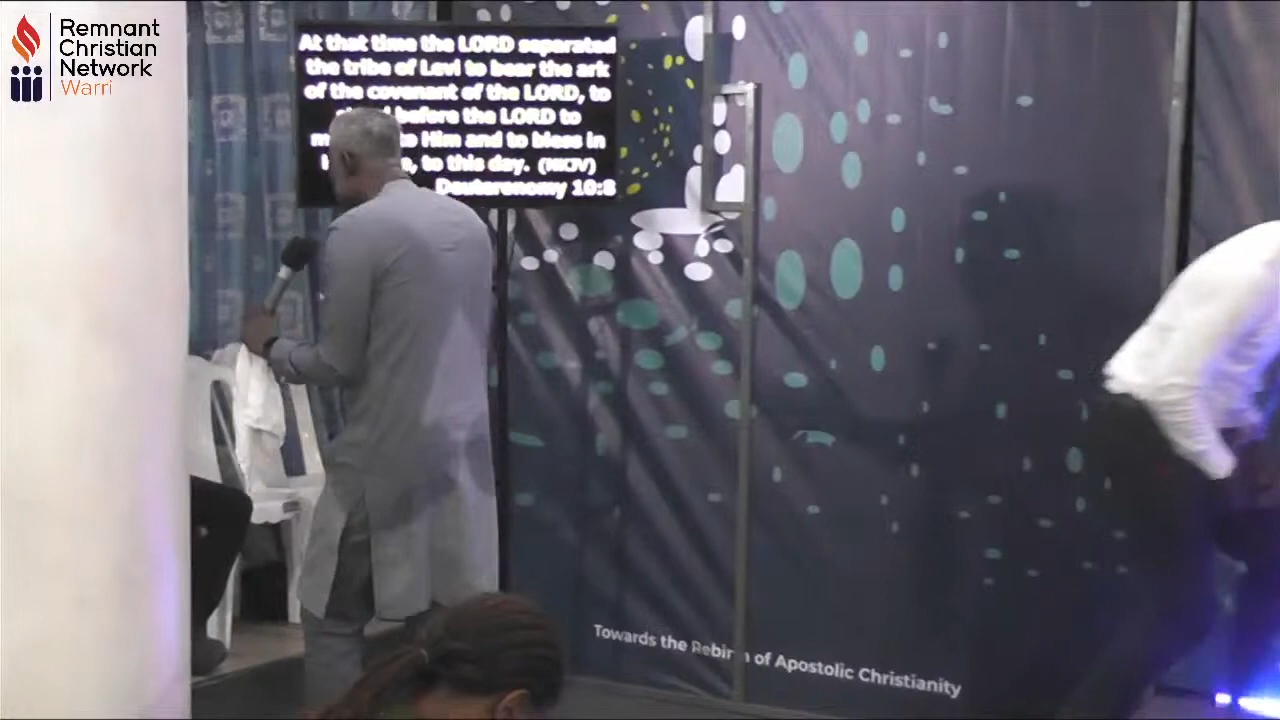 Remnant
Christian
Network
Warri
At that time the LORD separated
the tribe of Levi to bear the ark
of the covenant of the LORD, to
before the LORD to
Him and to bless in
to this day. (NKJV)
Deuteronomy 10:8
Towards the Rebirth of Apostolic Christianity